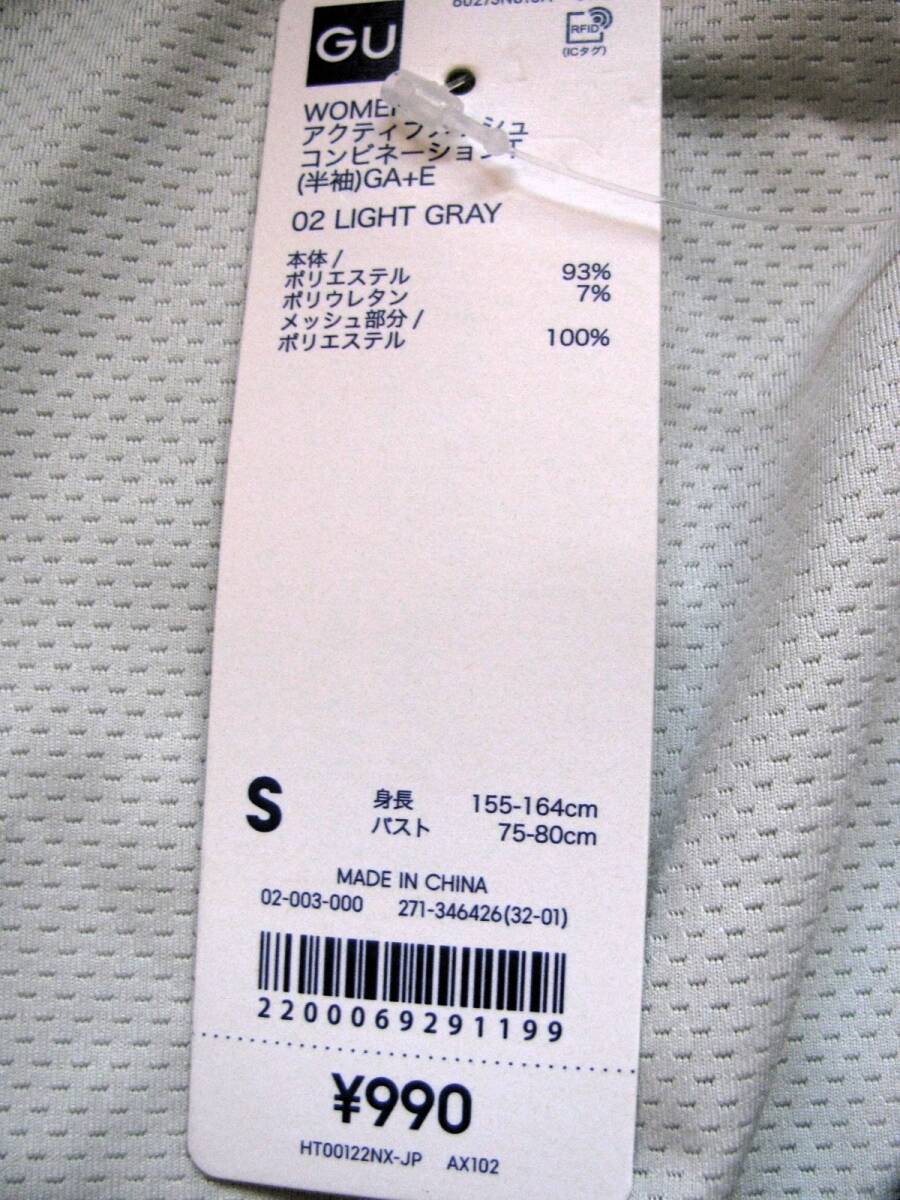 GU
RFID
(ICタグ)
アクティブ
コンビネーション
(半袖)GA+E
02 LIGHT GRAY
本体/
ポリエステル 93%
ポリウレタン 7%
メッシュ部分/
ポリエステル 100%
S 身長 155-164cm
バスト 75-80cm
MADE IN CHINA
02-003-000 271-346426(32-01)
2200069291199
¥990
HT00122NX-JP AX102